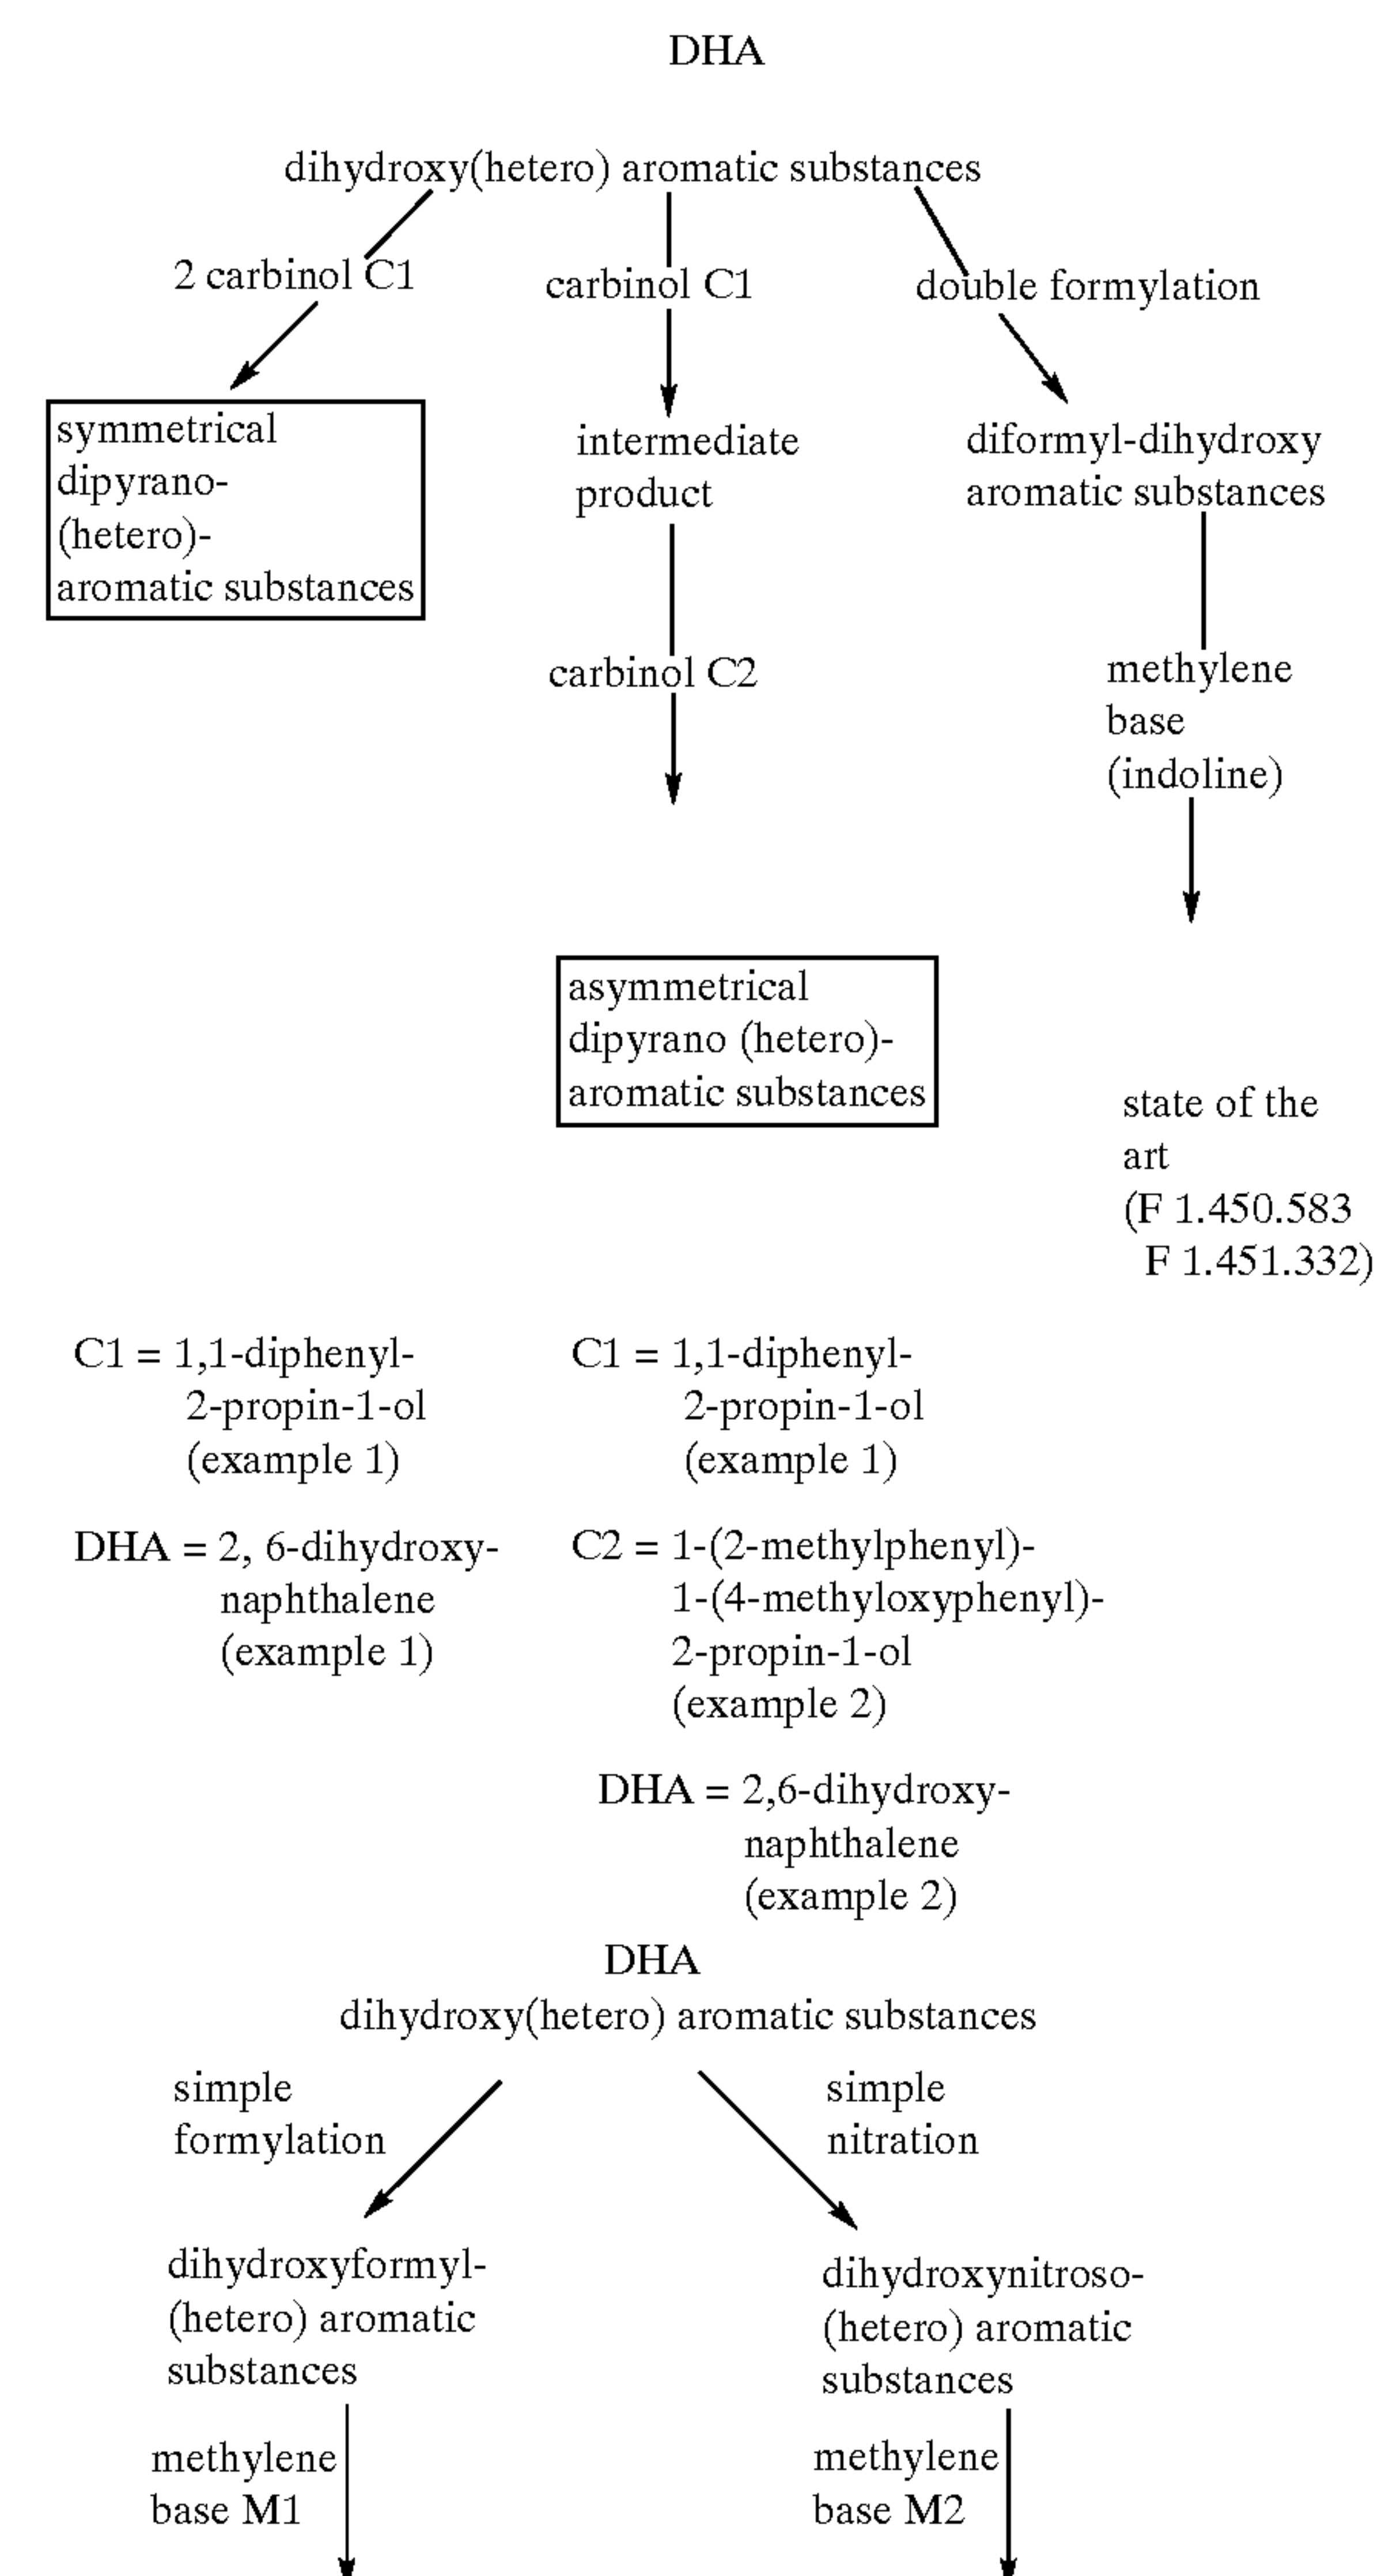 DHA
dihydroxy(hetero) aromatic substances
2 carbinol C1
carbinol C1
double formylation
symmetrical
dipyrano-
(hetero)-
aromatic substances
intermediate
product
diformyl-dihydroxy
aromatic substances
carbinol C2
methylene
base
(indoline)
asymmetrical
dipyrano (hetero)-
aromatic substances
state of the
art
(F 1.450.583
F 1.451.332)
C1 = 1,1-diphenyl-
2-propin-1-ol
(example 1)
DHA = 2, 6-dihydroxy-
naphthalene
(example 1)
C1 = 1,1-diphenyl-
2-propin-1-ol
(example 1)
C2 = 1-(2-methylphenyl)-
1-(4-methyloxyphenyl)-
2-propin-1-ol
(example 2)
DHA = 2,6-dihydroxy-
naphthalene
(example 2)
DHA
dihydroxy(hetero) aromatic substances
simple
formylation
simple
nitration
dihydroxyformyl-
(hetero) aromatic
substances
dihydroxynitroso-
(hetero) aromatic
substances
methylene
base M1
methylene
base M2